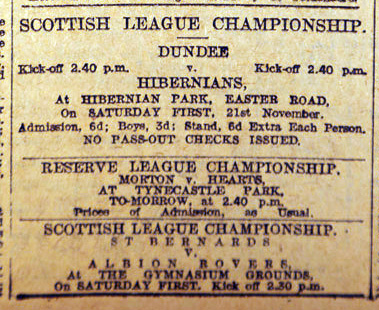 SCOTTISH LEAGUE CHAMPIONSHIP.
DUNDEE
Kick-off 2.40 p.m. v. Kick-off 2.40 p.m.
HIBERNIANS,
At HIBERNIAN PARK, EASTER ROAD,
On SATURDAY FIRST, 21st November.
Admission, 6d; Boys, 3d; Stand, 6d Extra Each Person.
NO PASS-OUT CHECKS ISSUED.
RESERVE LEAGUE CHAMPIONSHIP.
MORTON v. HEARTS,
AT TYNECASTLE PARK,
TO-MORROW, at 2.40 p.m.
Prices of Admission, as Usual.
SCOTTISH LEAGUE CHAMPIONSHIP.
ST BERNARDS
V.
ALBION ROVERS,
At THE GYMNASIUM GROUNDS,
On SATURDAY FIRST. Kick off 2.30 p.m.